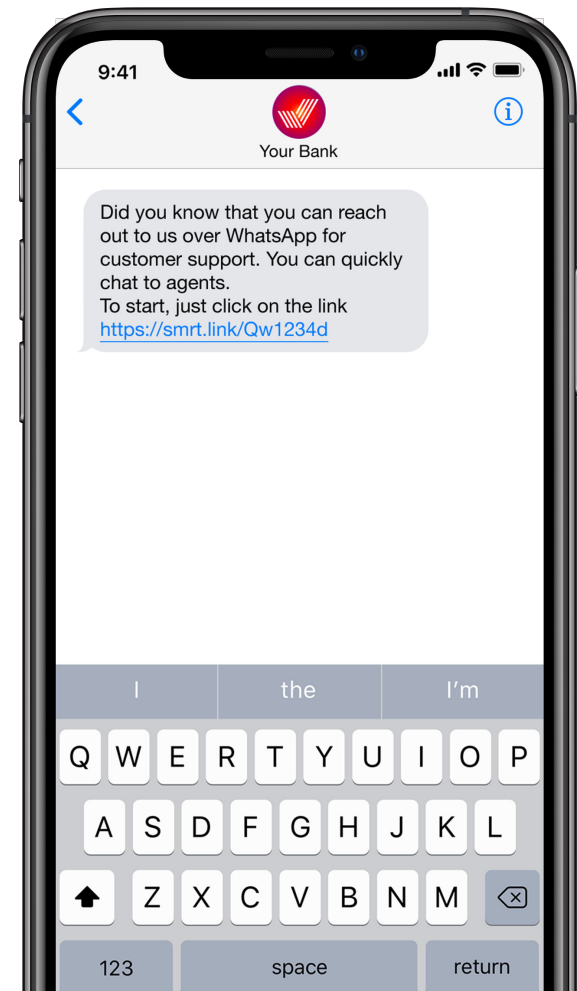 9:41
Your Bank
Did you know that you can reach
out to us over WhatsApp for
customer support. You can quickly
chat to agents.
To start, just click on the link
https://smrt.link/Qw1234d
I the I'm
Q W E R T Y U I O P
A S D F G H J K L
Z X C V B N M
123 space return